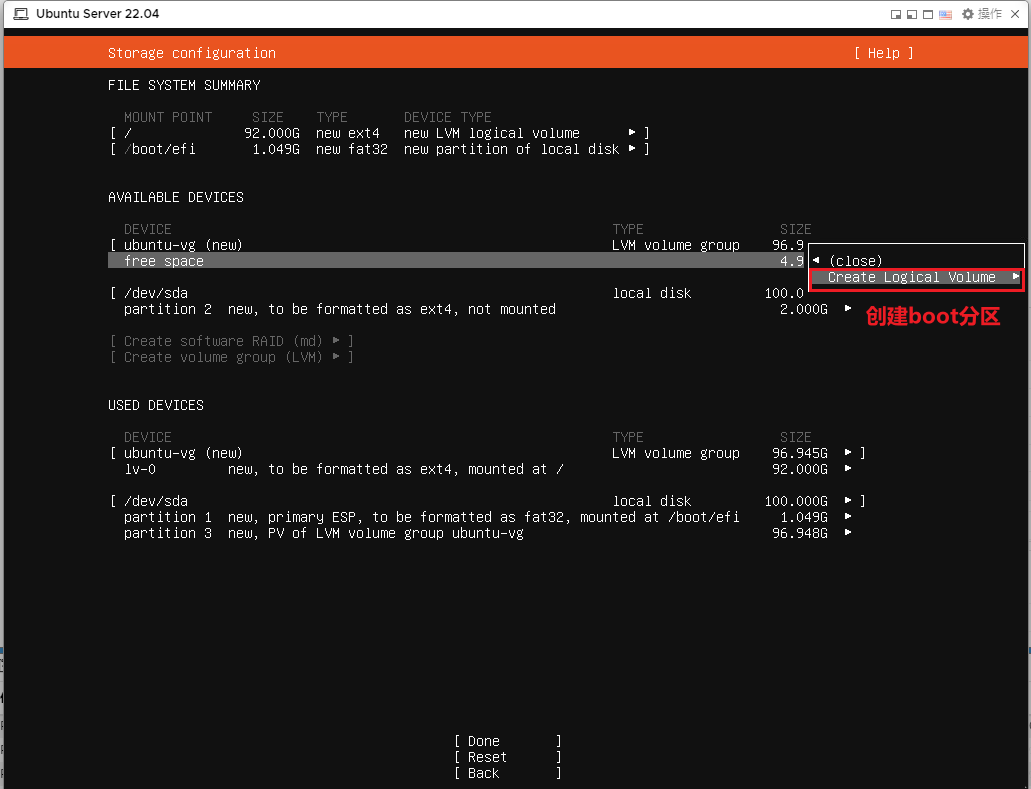 Ubuntu Server 22.04 操作
Storage configuration [ Help ]
FILE SYSTEM SUMMARY
MOUNT POINT SIZE TYPE DEVICE TYPE
[ / 92.000G new ext4 new LVM logical volume ▸ ]
[ /boot/efi 1.049G new fat32 new partition of local disk ▸ ]
AVAILABLE DEVICES
DEVICE TYPE SIZE
[ ubuntu-vg (new) LVM volume group 96.9
free space 4.9
◂ (close)
Create Logical Volume ▸
[ /dev/sda local disk 100.0
partition 2 new, to be formatted as ext4, not mounted 2.000G ▸
创建boot分区
[ Create software RAID (md) ▸ ]
[ Create volume group (LVM) ▸ ]
USED DEVICES
DEVICE TYPE SIZE
[ ubuntu-vg (new) LVM volume group 96.945G ▸ ]
lv-0 new, to be formatted as ext4, mounted at / 92.000G ▸
[ /dev/sda local disk 100.000G ▸ ]
partition 1 new, primary ESP, to be formatted as fat32, mounted at /boot/efi 1.049G ▸
partition 3 new, PV of LVM volume group ubuntu-vg 96.948G ▸
[ Done ]
[ Reset ]
[ Back ]